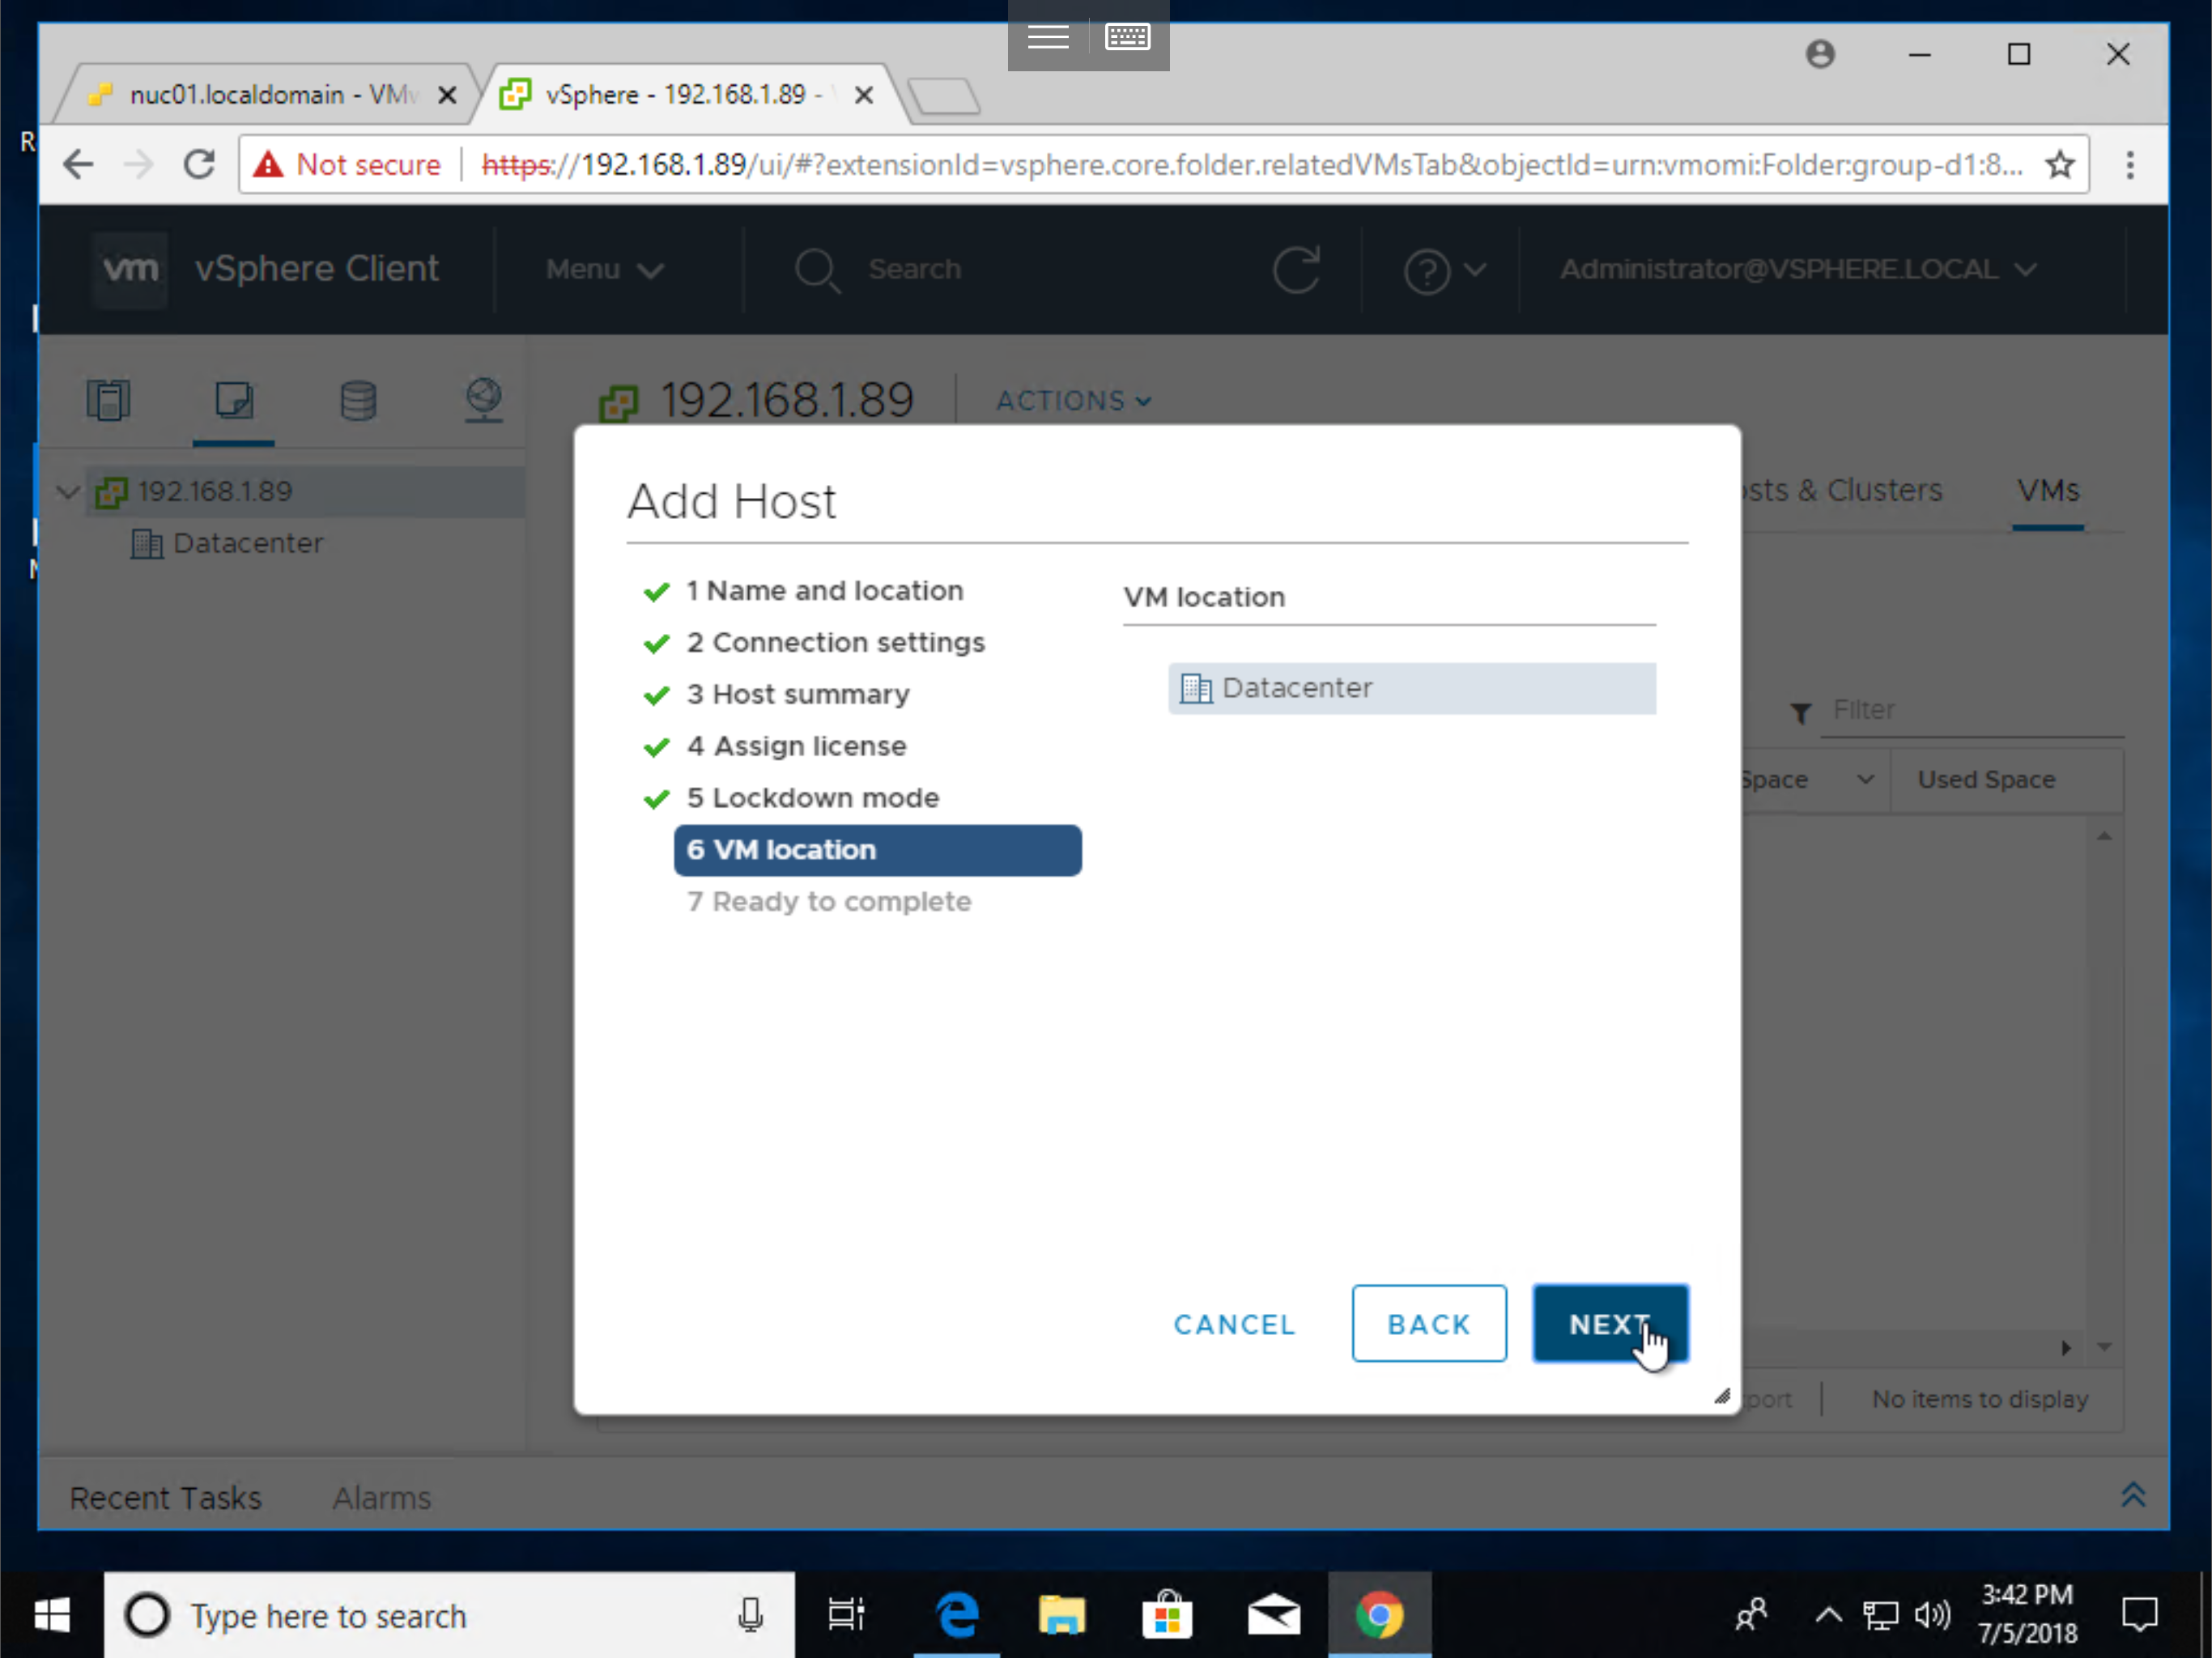 nuc01.localdomain - VMw
vSphere - 192.168.1.89 -
Not secure https://192.168.1.89/ui/#?extensionId=vsphere.core.folder.relatedVMsTab&objectId=urn:vmomi:Folder:group-d1:8...
vm vSphere Client Menu Search Administrator@VSPHERE.LOCAL
192.168.1.89 ACTIONS
192.168.1.89
Datacenter
sts & Clusters VMs
Filter
Space Used Space
Add Host
1 Name and location
2 Connection settings
3 Host summary
4 Assign license
5 Lockdown mode
6 VM location
7 Ready to complete
VM location
Datacenter
CANCEL BACK NEXT
port No items to display
Recent Tasks Alarms
Type here to search
3:42 PM
7/5/2018